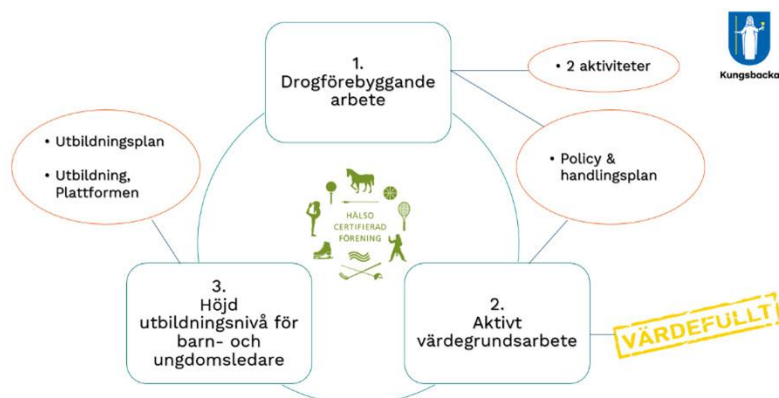 1.
Drogförebyggande
arbete
• 2 aktiviteter
Kungsbacka
• Utbildningsplan
• Utbildning,
Plattformen
• Policy &
handlingsplan
HÄLSO
CERTIFIERAD
FÖRENING
3.
Höjd
utbildningsnivå för
barn- och
ungdomsledare
2.
Aktivt
värdegrundsarbete
VÄRDEFULLT